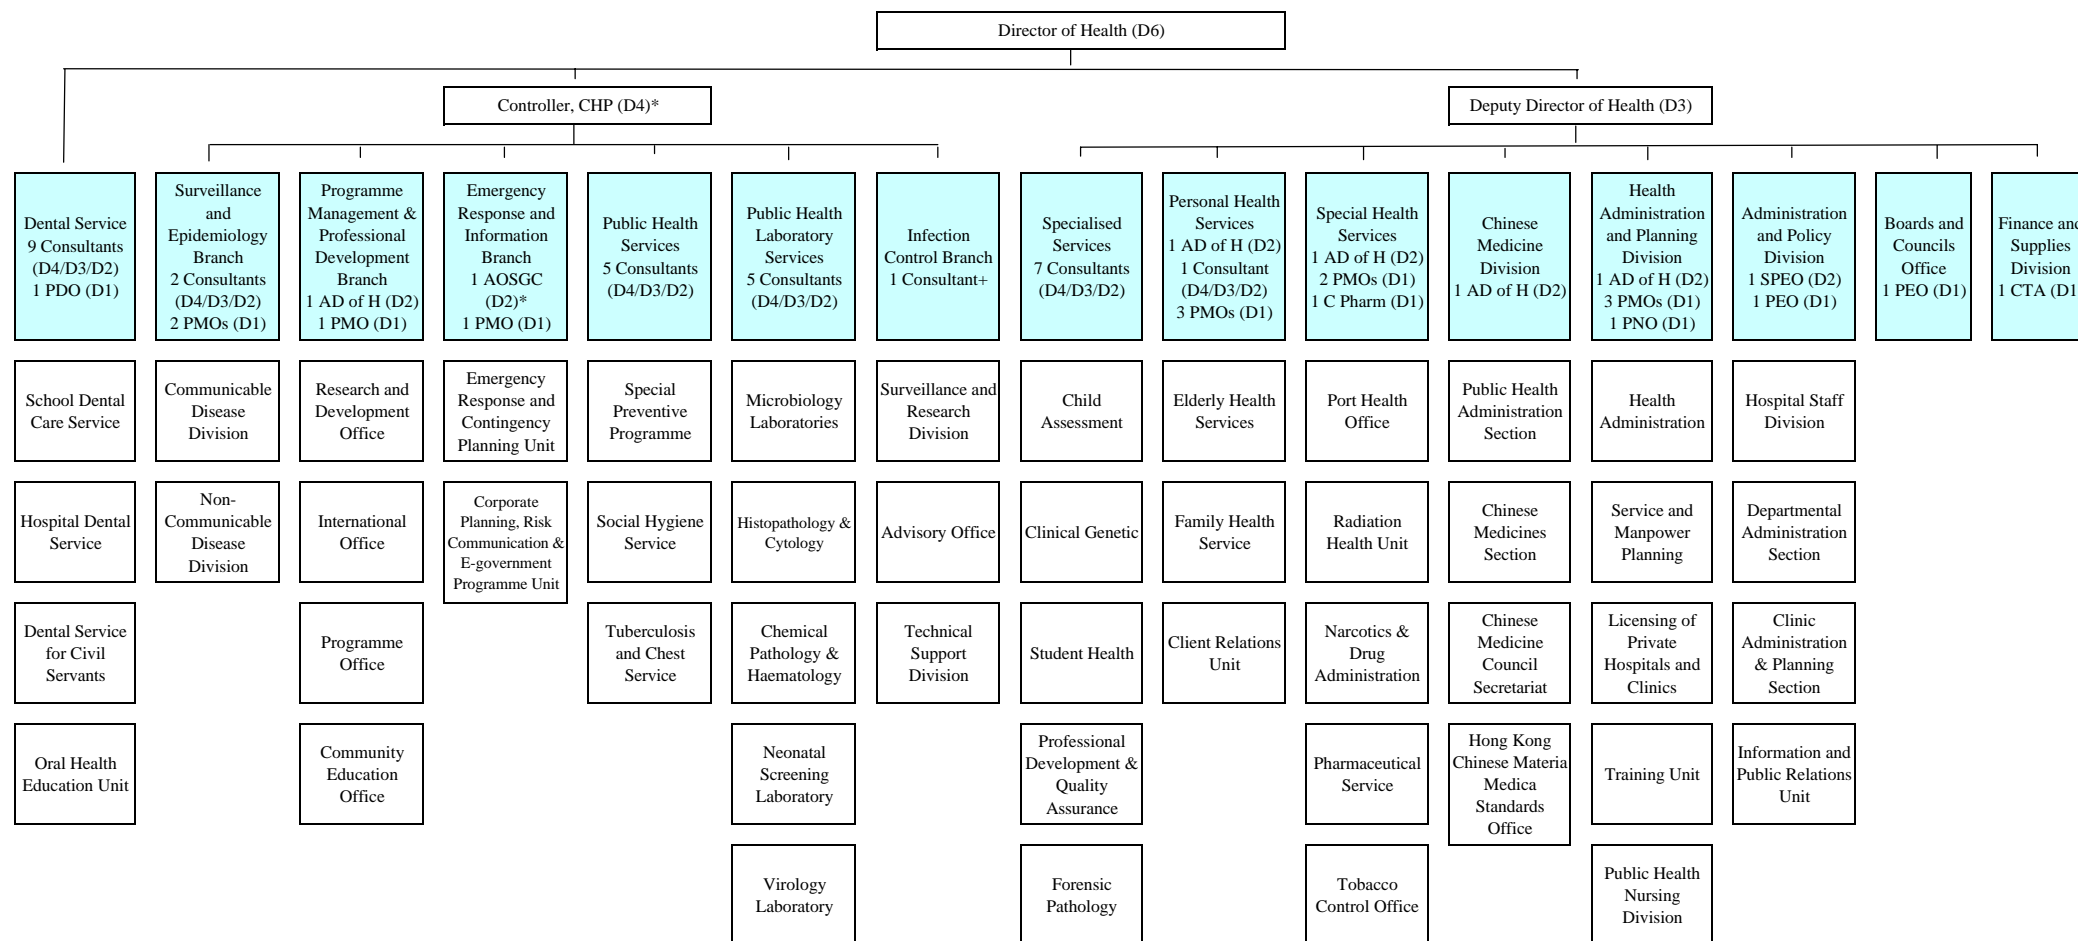 Director of Health (D6)
Controller, CHP (D4)*
Deputy Director of Health (D3)
Dental Service
9 Consultants
(D4/D3/D2)
1 PDO (D1)
Surveillance
and
Epidemiology
Branch
2 Consultants
(D4/D3/D2)
2 PMOs (D1)
Programme
Management &
Professional
Development
Branch
1 AD of H (D2)
1 PMO (D1)
Emergency
Response and
Information
Branch
1 AOSGC
(D2)*
1 PMO (D1)
Public Health
Services
5 Consultants
(D4/D3/D2)
Public Health
Laboratory
Services
5 Consultants
(D4/D3/D2)
Infection
Control Branch
1 Consultant+
Specialised
Services
7 Consultants
(D4/D3/D2)
Personal Health
Services
1 AD of H (D2)
1 Consultant
(D4/D3/D2)
3 PMOs (D1)
Special Health
Services
1 AD of H (D2)
2 PMOs (D1)
1 C Pharm (D1)
Chinese
Medicine
Division
1 AD of H (D2)
Health
Administration
and Planning
Division
1 AD of H (D2)
3 PMOs (D1)
1 PNO (D1)
Administration
and Policy
Division
1 SPEO (D2)
1 PEO (D1)
Boards and
Councils
Office
1 PEO (D1)
Finance and
Supplies
Division
1 CTA (D1
School Dental
Care Service
Communicable
Disease
Division
Research and
Development
Office
Emergency
Response and
Contingency
Planning Unit
Special
Preventive
Programme
Microbiology
Laboratories
Surveillance and
Research
Division
Child
Assessment
Elderly Health
Services
Port Health
Office
Public Health
Administration
Section
Health
Administration
Hospital Staff
Division
Hospital Dental
Service
Non-
Communicable
Disease
Division
International
Office
Corporate
Planning, Risk
Communication &
E-government
Programme Unit
Social Hygiene
Service
Histopathology &
Cytology
Advisory Office
Clinical Genetic
Family Health
Service
Radiation
Health Unit
Chinese
Medicines
Section
Service and
Manpower
Planning
Departmental
Administration
Section
Dental Service
for Civil
Servants
Programme
Office
Tuberculosis
and Chest
Service
Chemical
Pathology &
Haematology
Technical
Support
Division
Student Health
Client Relations
Unit
Narcotics &
Drug
Administration
Chinese
Medicine
Council
Secretariat
Licensing of
Private
Hospitals and
Clinics
Clinic
Administration
& Planning
Section
Oral Health
Education Unit
Community
Education
Office
Neonatal
Screening
Laboratory
Professional
Development &
Quality
Assurance
Pharmaceutical
Service
Hong Kong
Chinese Materia
Medica
Standards
Office
Training Unit
Information and
Public Relations
Unit
Virology
Laboratory
Forensic
Pathology
Tobacco
Control Office
Public Health
Nursing
Division